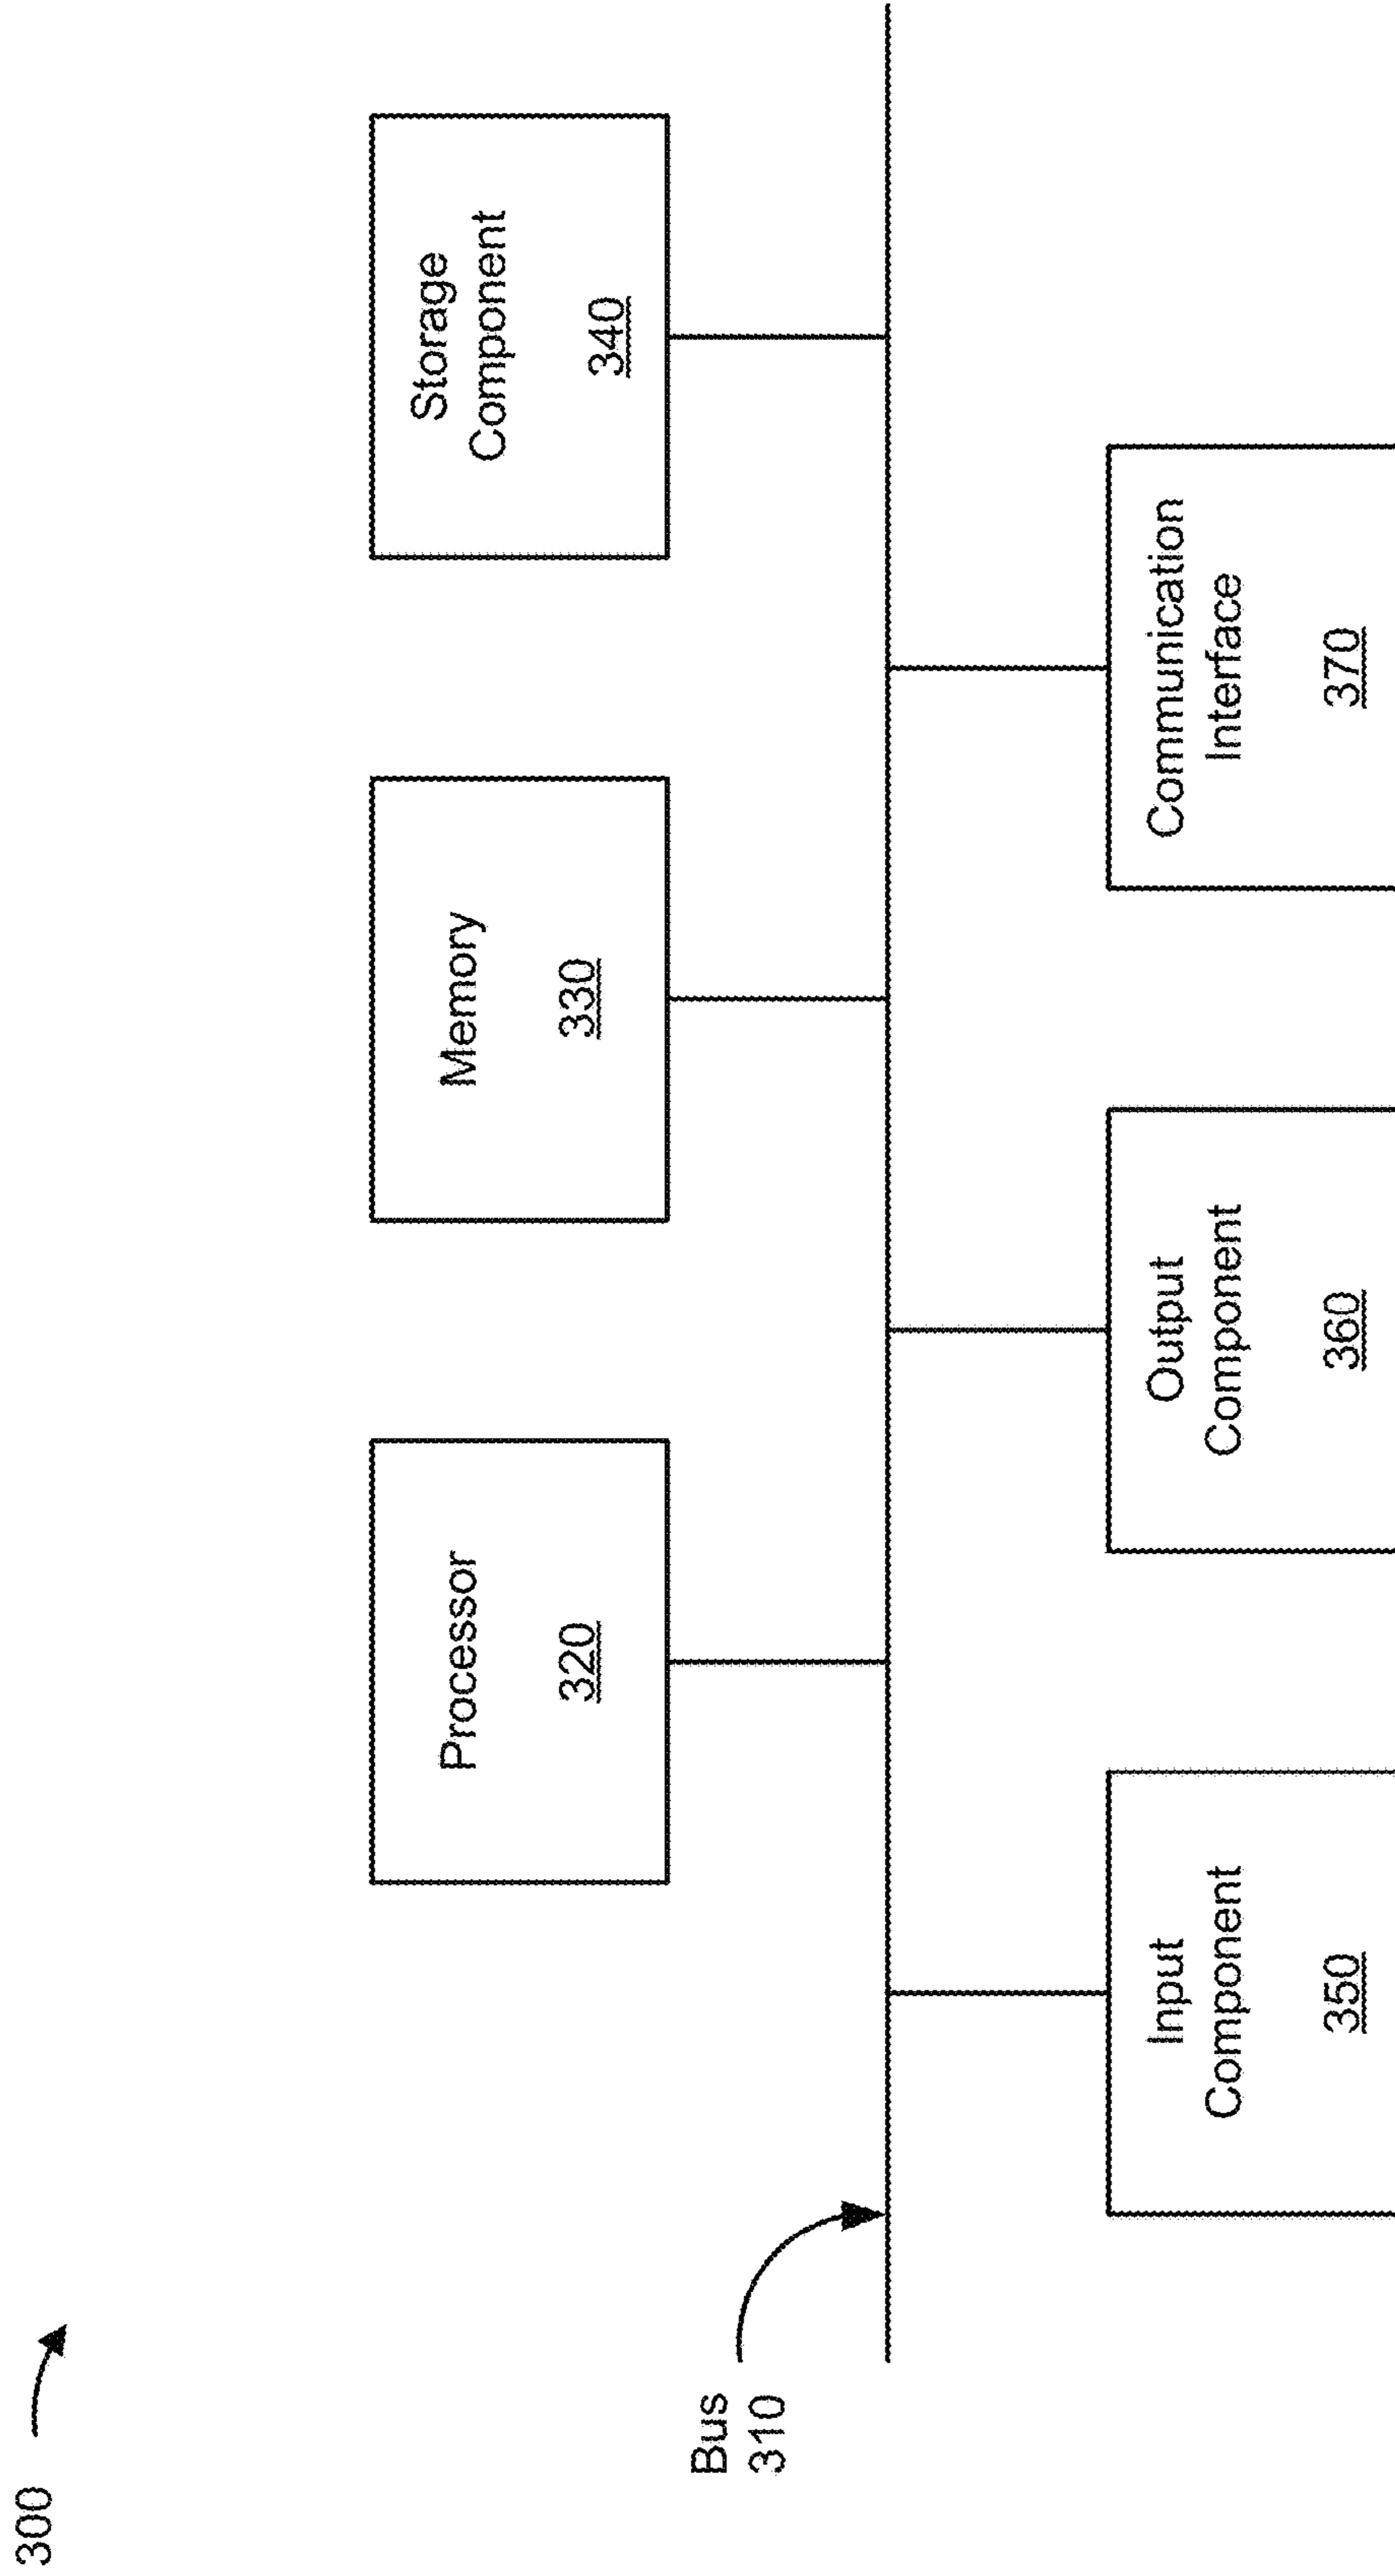 300
Processor
320
Memory
330
Storage
Component
340
Bus
310
Input
Component
350
Output
Component
360
Communication
Interface
370